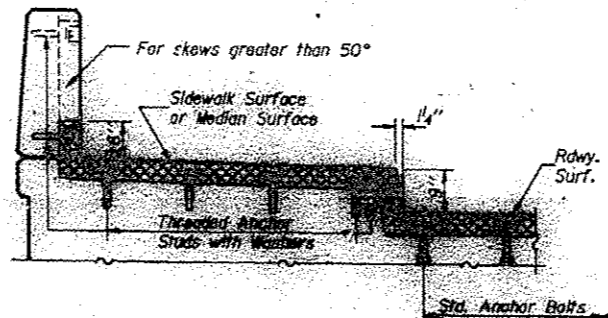 For skews greater than 50°
Sidewalk Surface
or Median Surface
1¼"
Rdwy.
Surf.
9"
Threaded Anchor
Studs with Washers
Std. Anchor Bolts